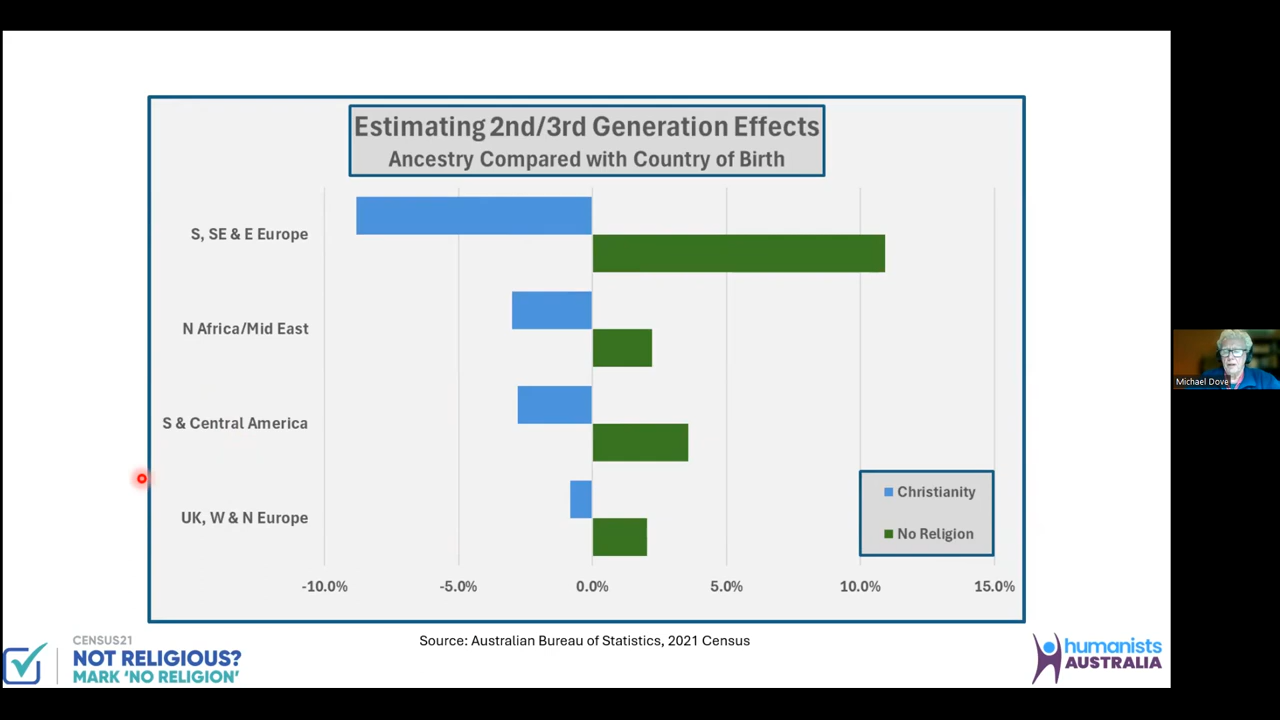 Estimating 2nd/3rd Generation Effects
Ancestry Compared with Country of Birth
S, SE & E Europe
N Africa/Mid East
S & Central America
UK, W & N Europe
Christianity
No Religion
-10.0%
-5.0%
0.0%
5.0%
10.0%
15.0%
Source: Australian Bureau of Statistics, 2021 Census
CENSUS21
NOT RELIGIOUS?
MARK 'NO RELIGION'
humanists
AUSTRALIA
Michael Dove